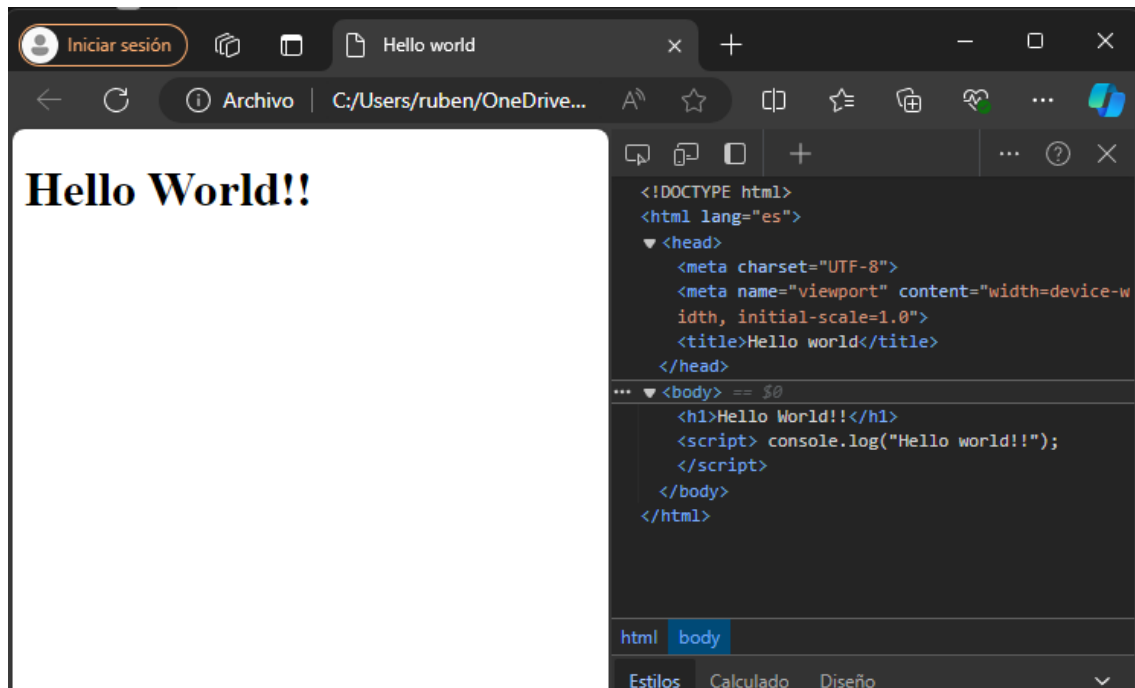 Iniciar sesión
Hello world
Archivo
C:/Users/ruben/OneDrive...
Hello World!!
<!DOCTYPE html>
<html lang="es">
<head>
<meta charset="UTF-8">
<meta name="viewport" content="width=device-w
idth, initial-scale=1.0">
<title>Hello world</title>
</head>
<body> == $0
<h1>Hello World!!</h1>
<script> console.log("Hello world!!");
</script>
</body>
</html>
html body
Estilos Calculado Diseño